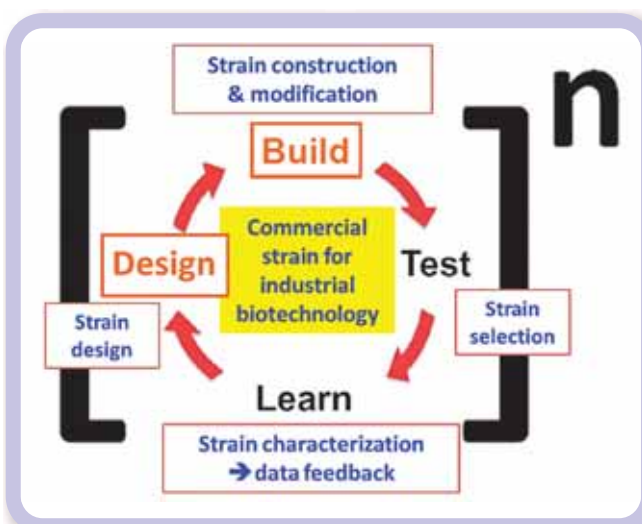 Strain construction
& modification
n
Build
Design
Commercial
strain for
industrial
biotechnology
Test
Strain
design
Strain
selection
Learn
Strain characterization
➔ data feedback